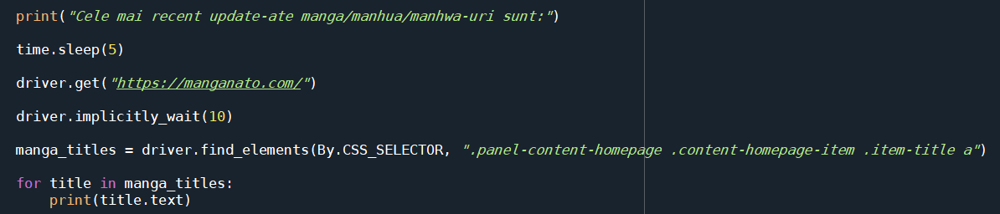 print("Cele mai recent update-ate manga/manhua/manhwa-uri sunt:")
time.sleep(5)
driver.get("https://manganato.com/")
driver.implicitly_wait(10)
manga_titles = driver.find_elements(By.CSS_SELECTOR, ".panel-content-homepage .content-homepage-item .item-title a")
for title in manga_titles:
    print(title.text)